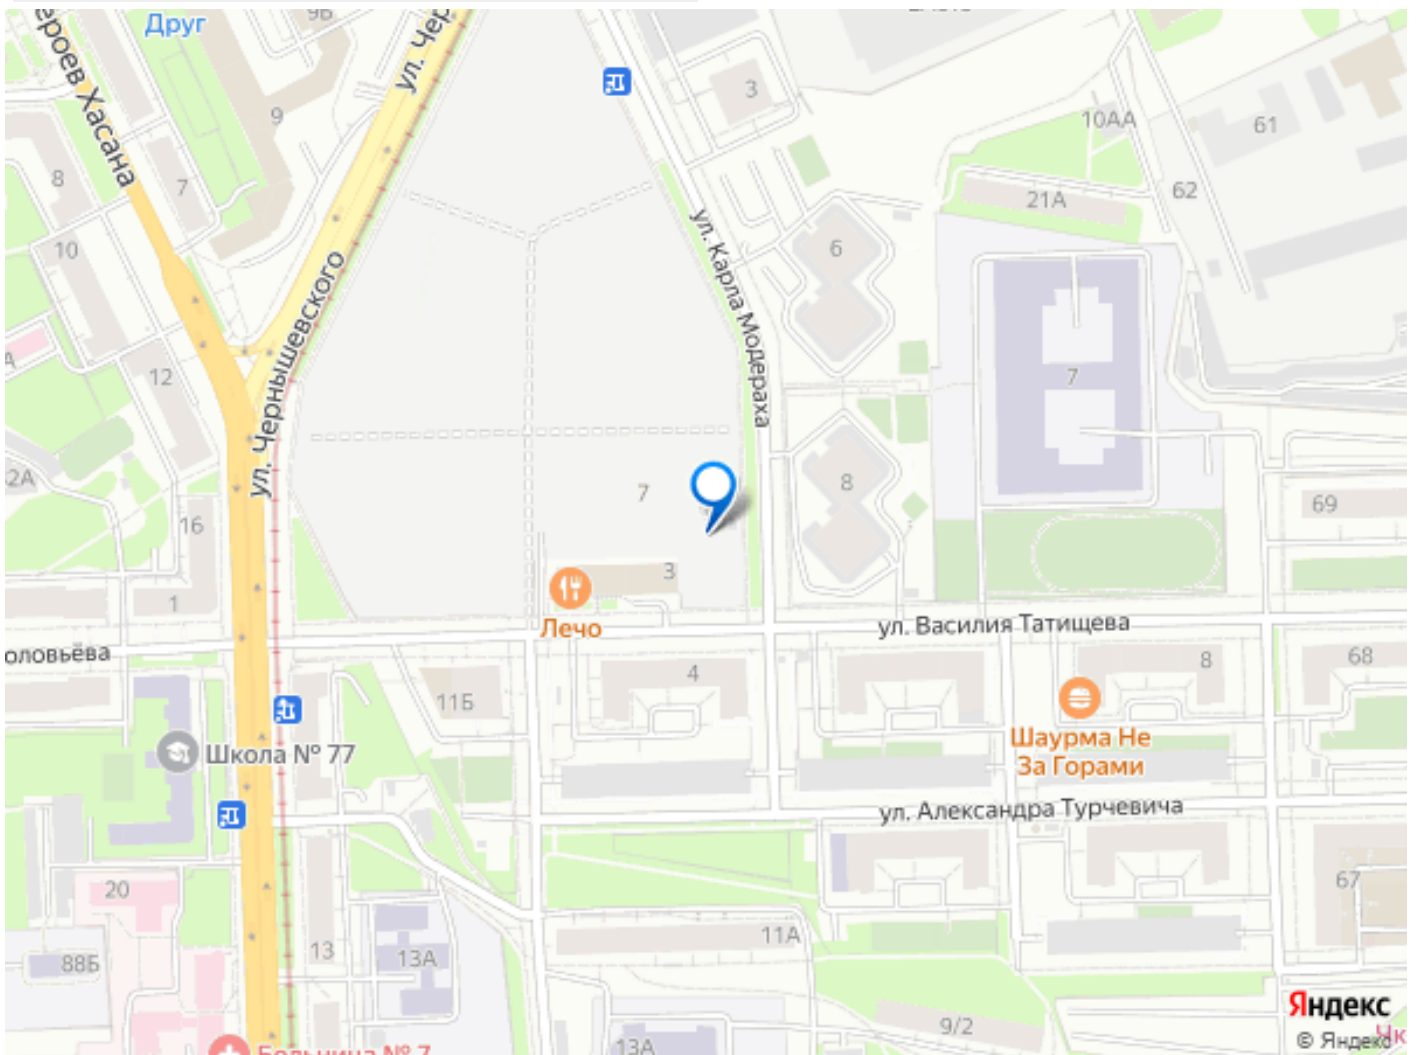 Друг
9Б
ул. Чер
ероев Хасана
9
3
10АА
61
8
7
62
21А
ул. Карла Модераха
10
6
ул. Чернышевского
12
7
2А
7
8
69
16
3
1
Лечо
ул. Василия Татищева
оловьёва
4
8
68
11Б
Школа № 77
Шаурма Не
За Горами
ул. Александра Турчевича
20
67
11А
13
13А
88Б
9/2
13А
Больница № 7
Яндекс
© Яндекс